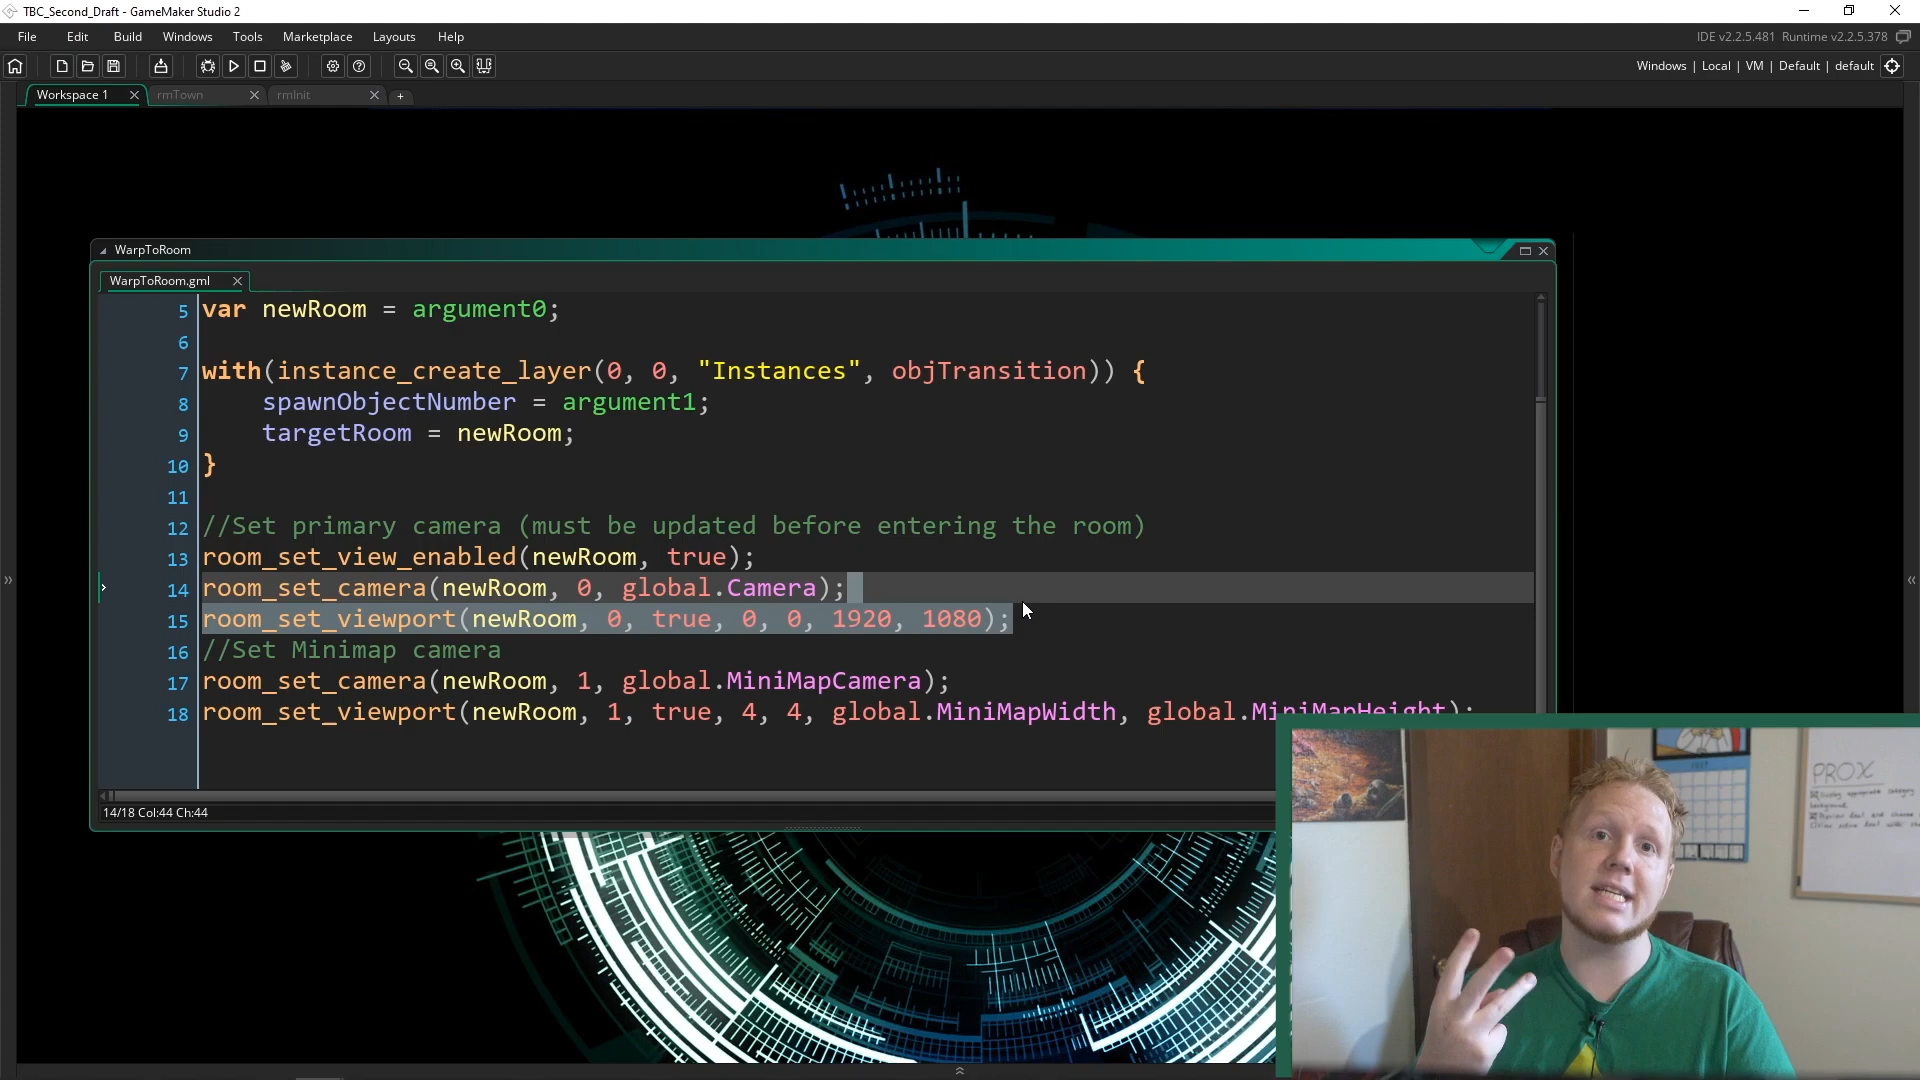 TBC_Second_Draft - GameMaker Studio 2
File Edit Build Windows Tools Marketplace Layouts Help
IDE v2.2.5.481 Runtime v2.2.5.378
Windows | Local | VM | Default | default
Workspace 1
rmTown
rmInit
WarpToRoom
WarpToRoom.gml
5 var newRoom = argument0;
6
7 with(instance_create_layer(0, 0, "Instances", objTransition)) {
8 spawnObjectNumber = argument1;
9 targetRoom = newRoom;
10 }
11
12 //Set primary camera (must be updated before entering the room)
13 room_set_view_enabled(newRoom, true);
14 room_set_camera(newRoom, 0, global.Camera);
15 room_set_viewport(newRoom, 0, true, 0, 0, 1920, 1080);
16 //Set Minimap camera
17 room_set_camera(newRoom, 1, global.MiniMapCamera);
18 room_set_viewport(newRoom, 1, true, 4, 4, global.MiniMapWidth, global.MiniMapHeight);
14/18 Col:44 Ch:44
JULY
PROX